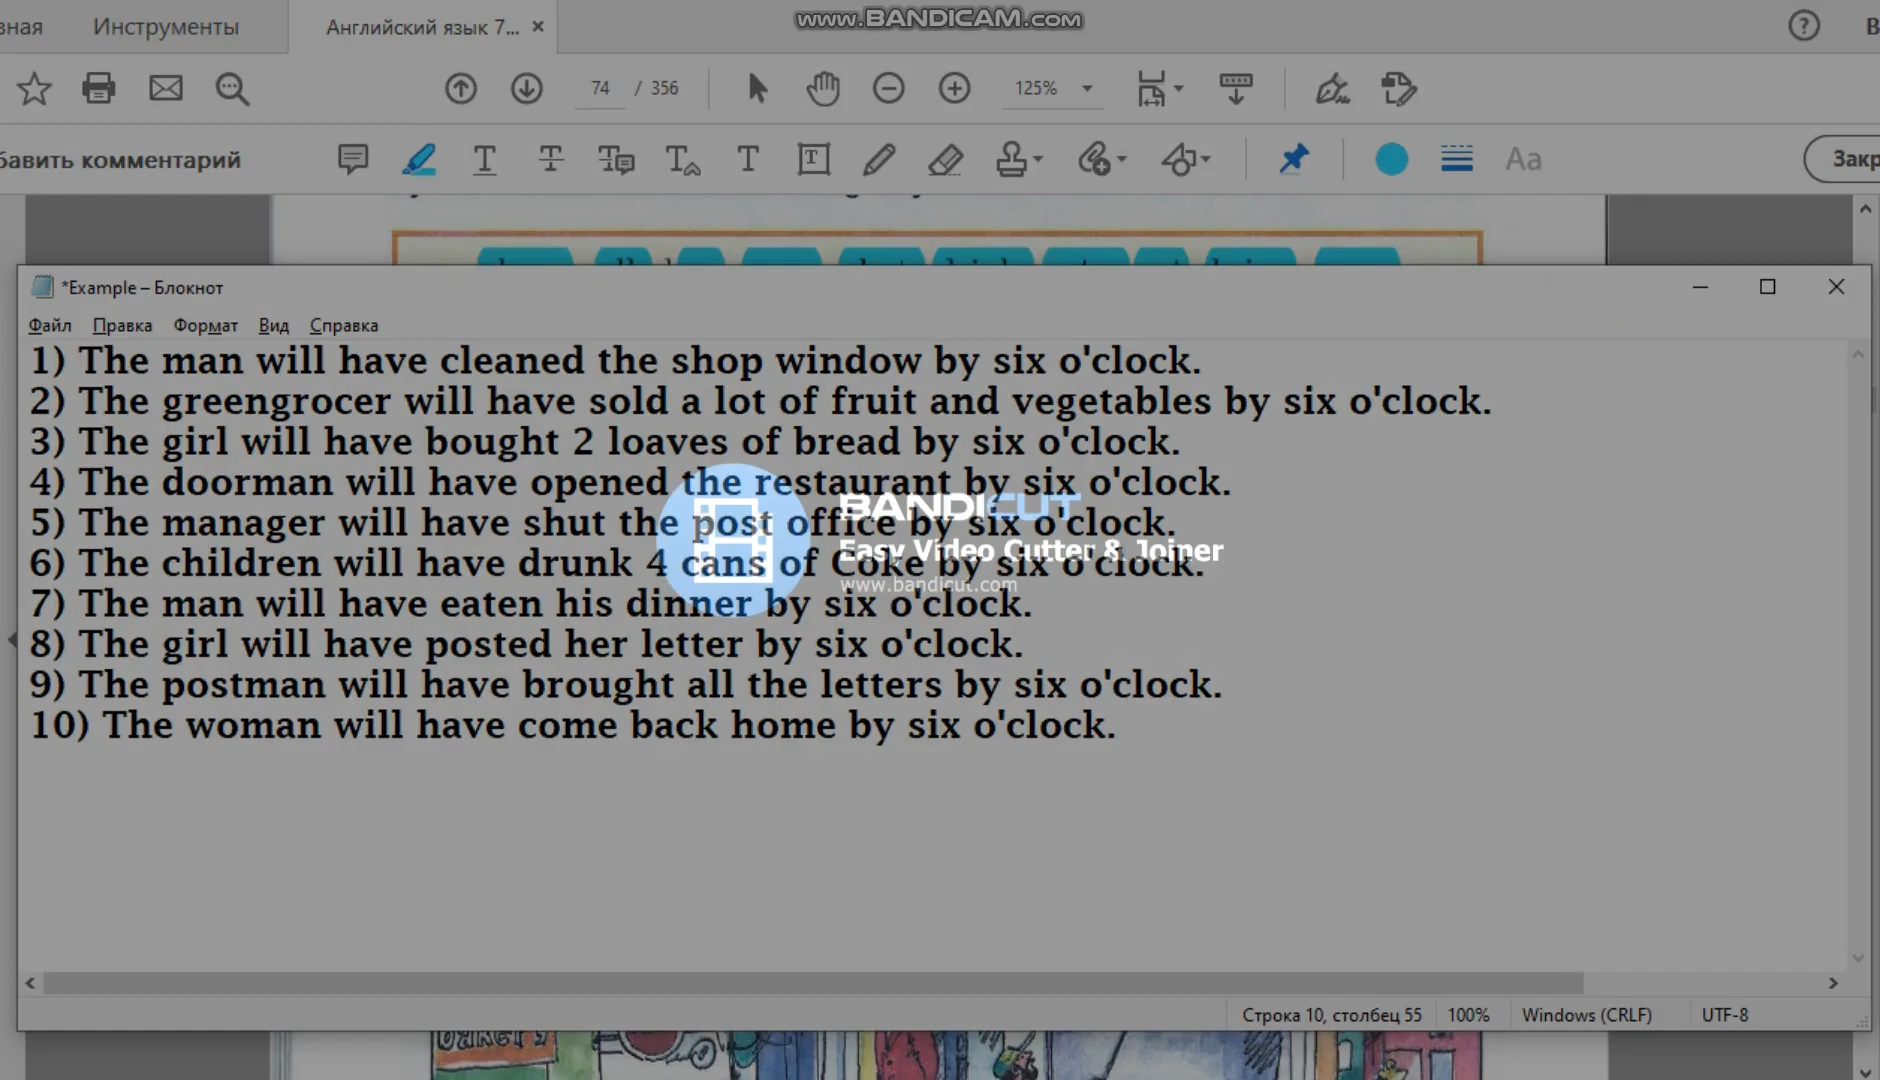 www.BANDICAM.com
Инструменты
Английский язык 7...
74 / 356
125%
комментарий
Aa
*Example – Блокнот
Файл Правка Формат Вид Справка
1) The man will have cleaned the shop window by six o'clock.
2) The greengrocer will have sold a lot of fruit and vegetables by six o'clock.
3) The girl will have bought 2 loaves of bread by six o'clock.
4) The doorman will have opened the restaurant by six o'clock.
5) The manager will have shut the post office by six o'clock.
6) The children will have drunk 4 cans of Coke by six o'clock.
7) The man will have eaten his dinner by six o'clock.
8) The girl will have posted her letter by six o'clock.
9) The postman will have brought all the letters by six o'clock.
10) The woman will have come back home by six o'clock.
BANDICUT
Easy Video Cutter & Joiner
www.bandicut.com
Строка 10, столбец 55 100% Windows (CRLF) UTF-8